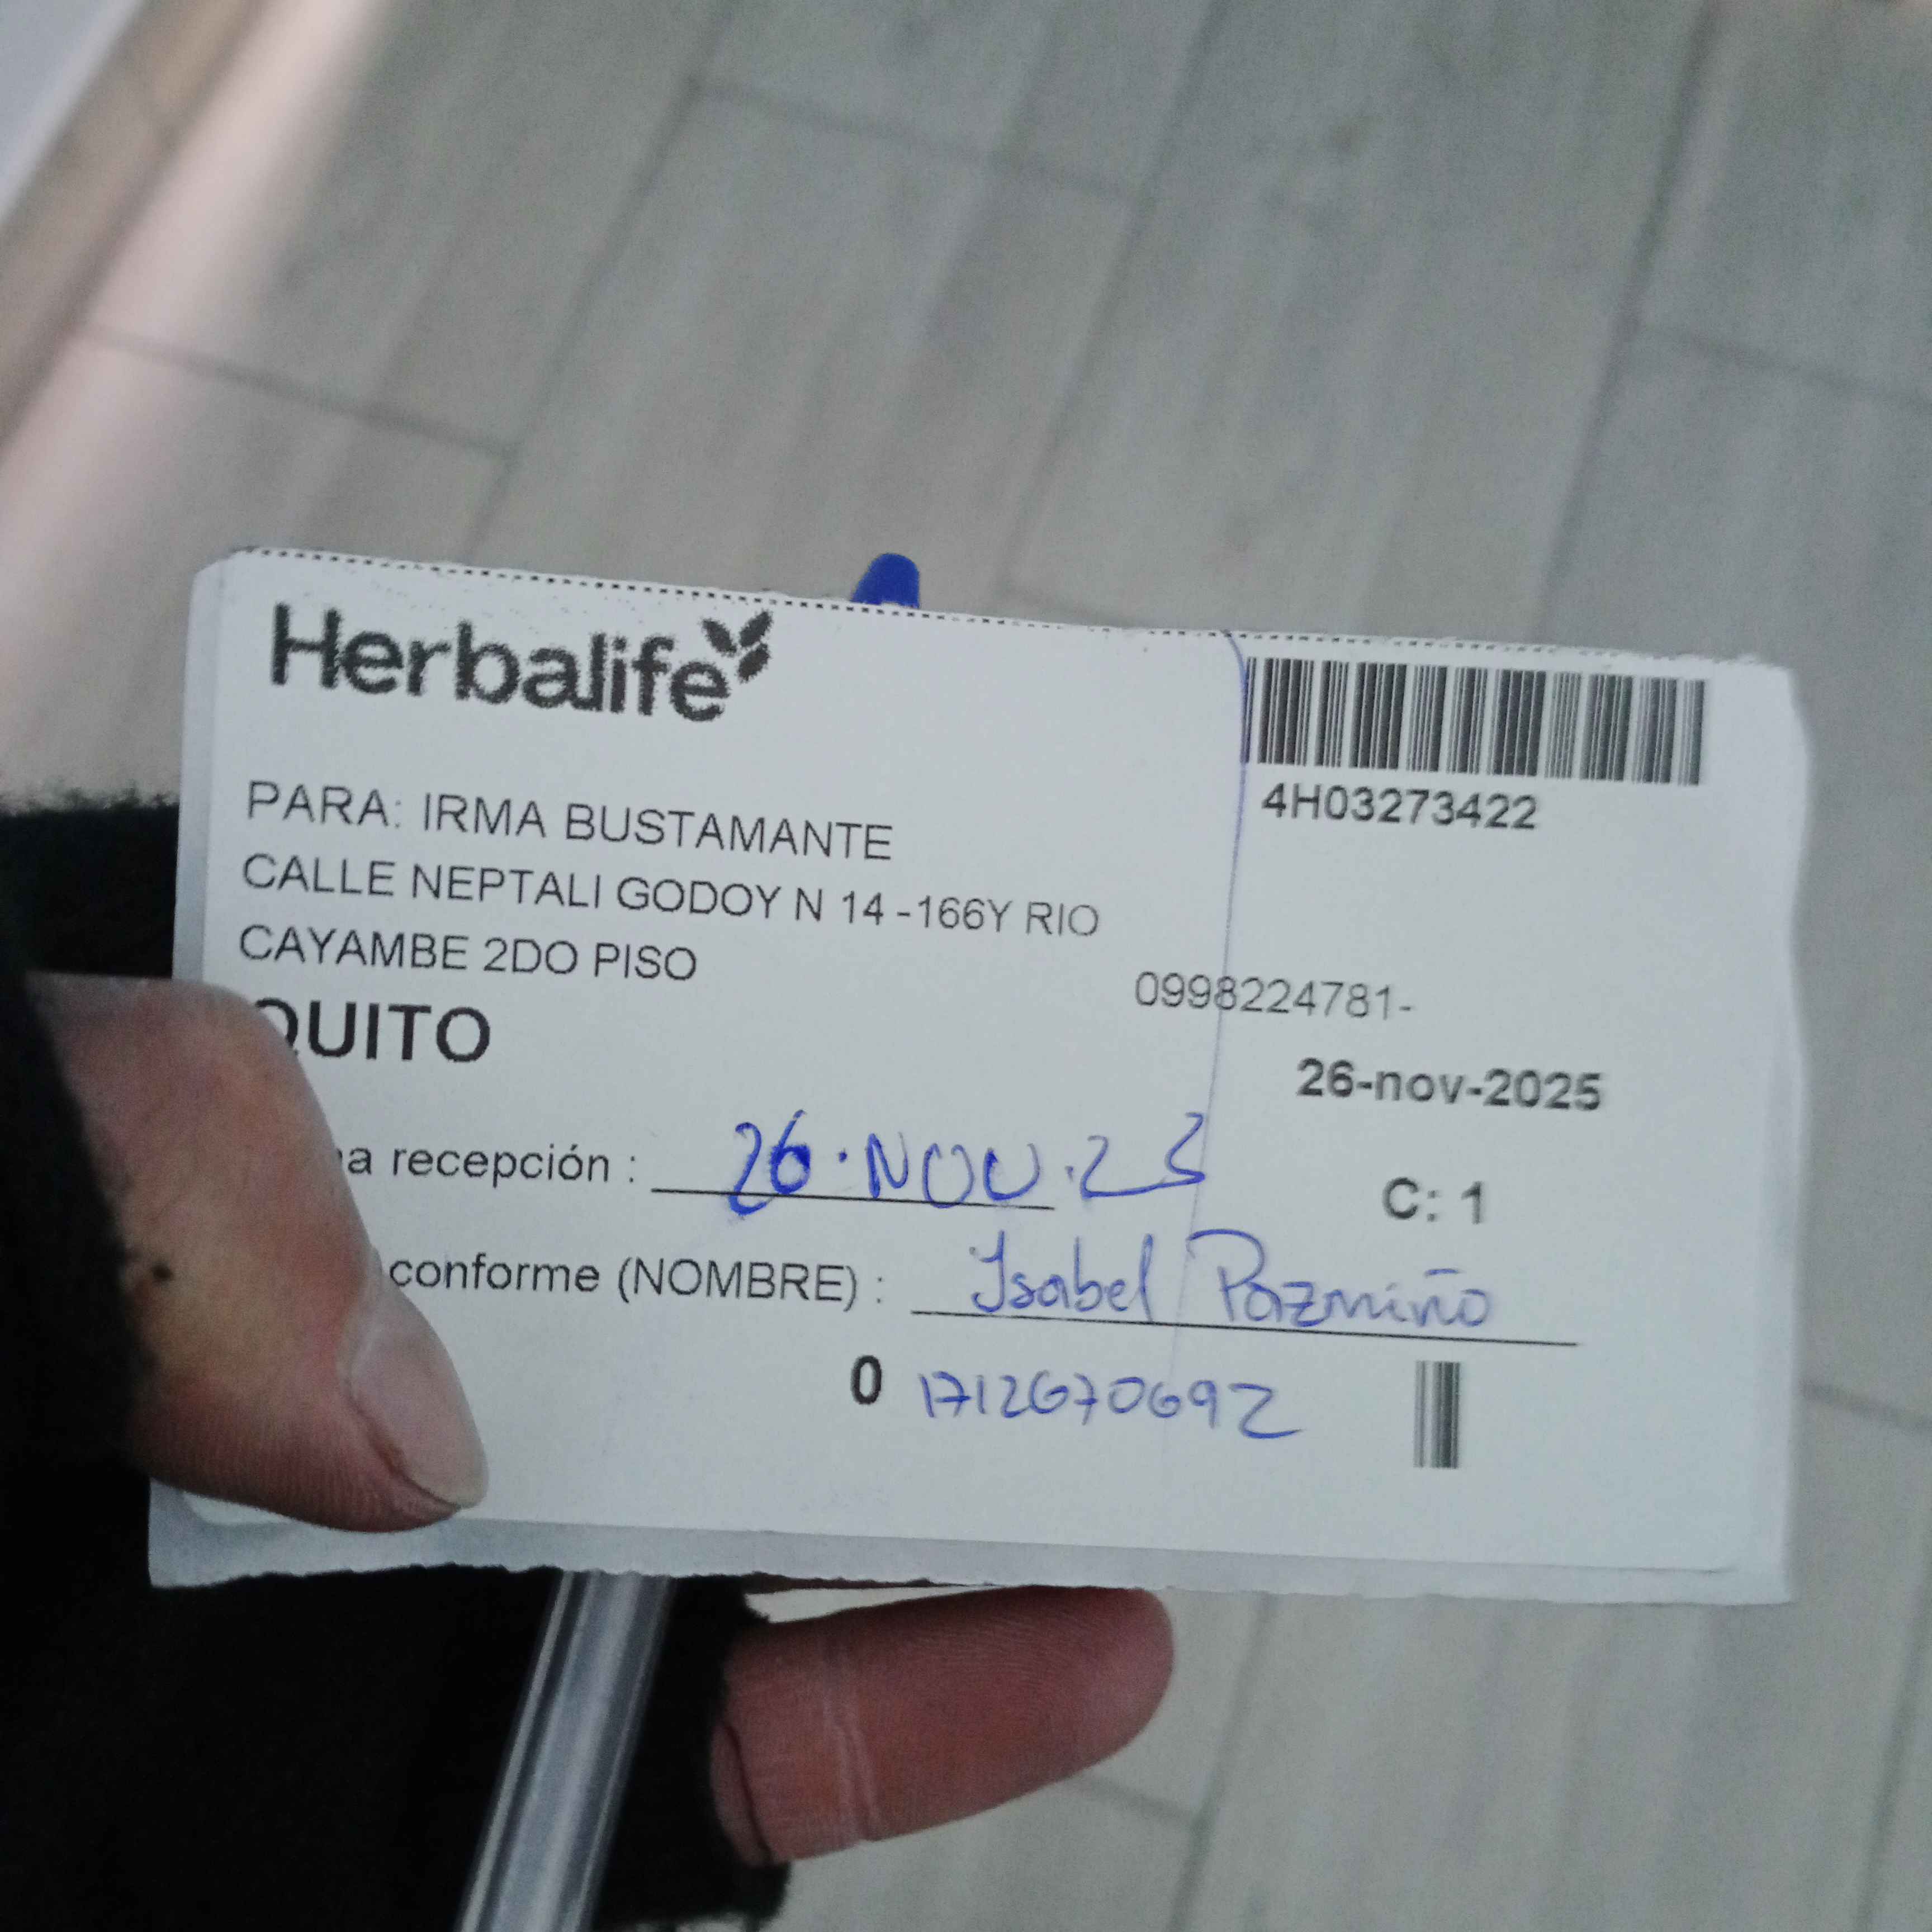 Herbalife
4H03273422
PARA: IRMA BUSTAMANTE
CALLE NEPTALI GODOY N 14 -166Y RIO
CAYAMBE 2DO PISO
0998224781-
QUITO
26-nov-2025
a recepción : 26·NOV·23
C: 1
conforme (NOMBRE) : Isabel Pazmiño
0 1712670692